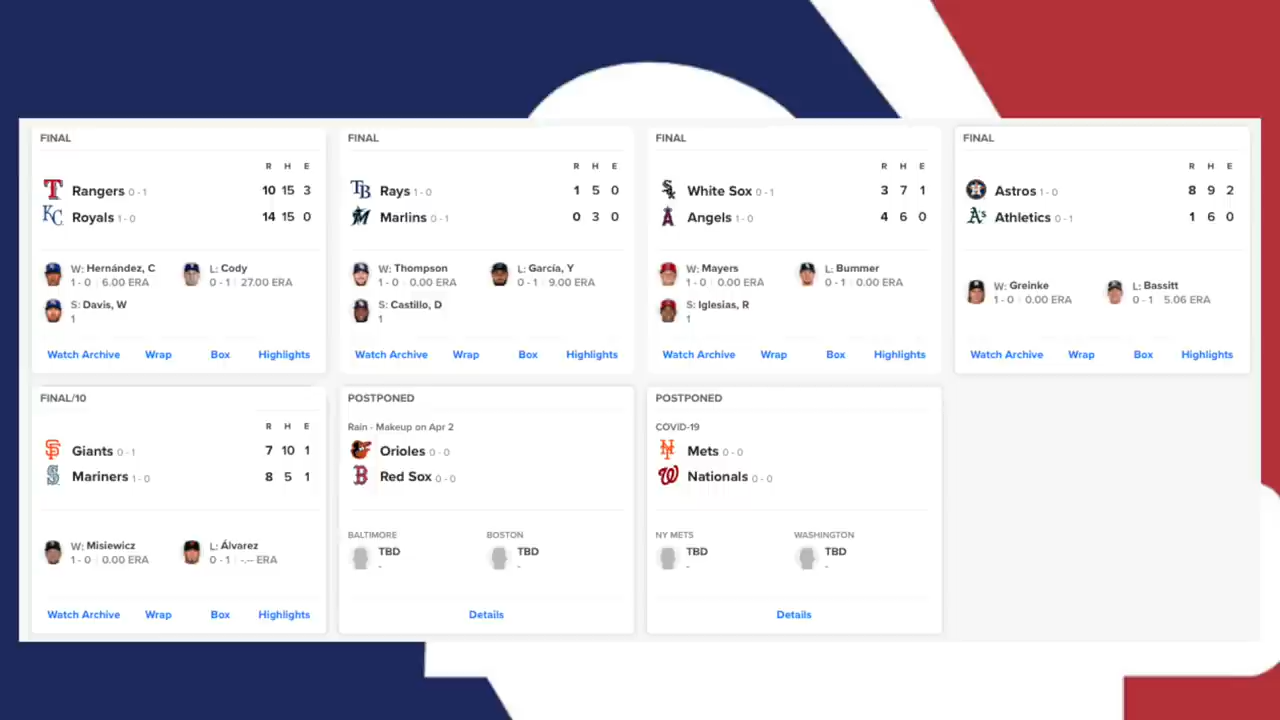 FINAL
R H E
Rangers 0 - 1 10 15 3
Royals 1 - 0 14 15 0
W: Hernández, C
1 - 0 6.00 ERA
L: Cody
0 - 1 27.00 ERA
S: Davis, W
1
Watch Archive Wrap Box Highlights
FINAL
R H E
Rays 1 - 0 1 5 0
Marlins 0 - 1 0 3 0
W: Thompson
1 - 0 0.00 ERA
L: García, Y
0 - 1 9.00 ERA
S: Castillo, D
1
Watch Archive Wrap Box Highlights
FINAL
R H E
White Sox 0 - 1 3 7 1
Angels 1 - 0 4 6 0
W: Mayers
1 - 0 0.00 ERA
L: Bummer
0 - 1 0.00 ERA
S: Iglesias, R
1
Watch Archive Wrap Box Highlights
FINAL
R H E
Astros 1 - 0 8 9 2
Athletics 0 - 1 1 6 0
W: Greinke
1 - 0 0.00 ERA
L: Bassitt
0 - 1 5.06 ERA
Watch Archive Wrap Box Highlights
FINAL/10
R H E
Giants 0 - 1 7 10 1
Mariners 1 - 0 8 5 1
W: Misiewicz
1 - 0 0.00 ERA
L: Álvarez
0 - 1 -.-- ERA
Watch Archive Wrap Box Highlights
POSTPONED
Rain - Makeup on Apr 2
Orioles 0 - 0
Red Sox 0 - 0
BALTIMORE BOSTON
TBD TBD
- -
Details
POSTPONED
COVID-19
Mets 0 - 0
Nationals 0 - 0
NY METS WASHINGTON
TBD TBD
- -
Details